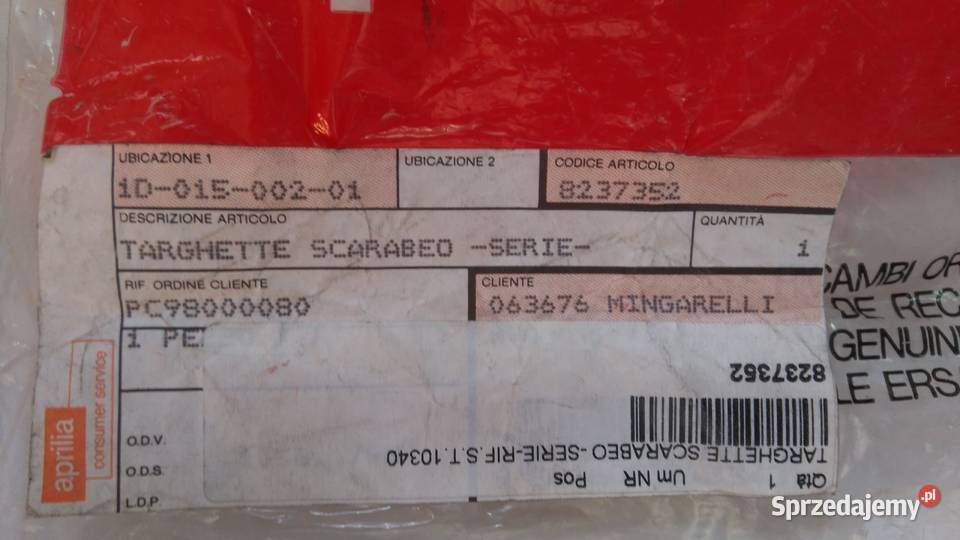 UBICAZIONE 1
1D-015-002-01
UBICAZIONE 2
CODICE ARTICOLO
8237352
DESCRIZIONE ARTICOLO
TARGHETTE SCARABEO -SERIE-
QUANTITÀ
1
RIF. ORDINE CLIENTE
PC98000080
CLIENTE
063676 MINGARELLI
1 PE
O.D.V.
O.D.S.
L.D.P.
aprilia
consumer service
Qtà 1 Um NR Pos
TARGHETTE SCARABEO -SERIE-RIF.S.T.10340
8237352
CAMBI OR
DE REC
GENUIN
LE ERS
Sprzedajemy.pl